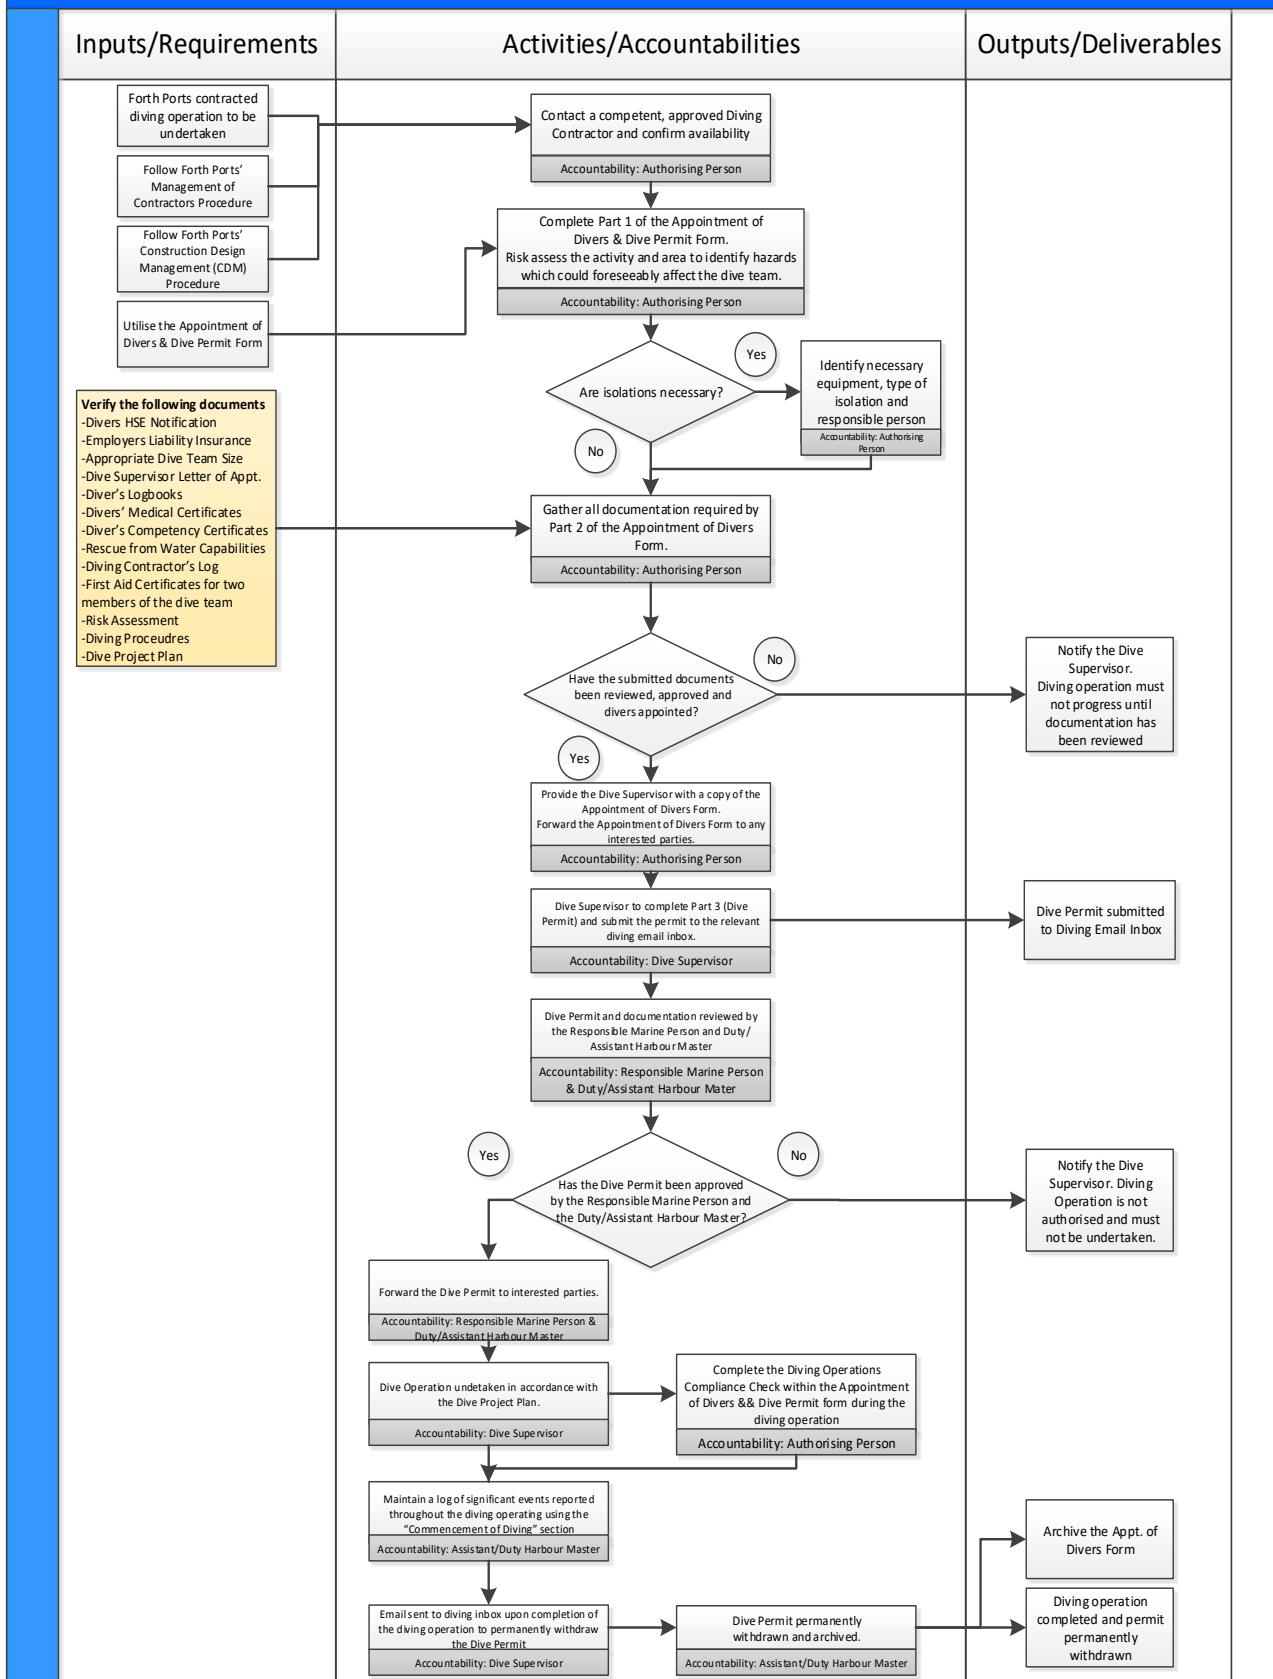 Inputs/Requirements
Activities/Accountabilities
Outputs/Deliverables
Forth Ports contracted
diving operation to be
undertaken
Follow Forth Ports'
Management of
Contractors Procedure
Follow Forth Ports'
Construction Design
Management (CDM)
Procedure
Utilise the Appointment of
Divers & Dive Permit Form
Verify the following documents
-Divers HSE Notification
-Employers Liability Insurance
-Appropriate Dive Team Size
-Dive Supervisor Letter of Appt.
-Diver's Logbooks
-Divers' Medical Certificates
-Diver's Competency Certificates
-Rescue from Water Capabilities
-Diving Contractor's Log
-First Aid Certificates for two
members of the dive team
-Risk Assessment
-Diving Proceudres
-Dive Project Plan
Contact a competent, approved Diving
Contractor and confirm availability
Accountability: Authorising Person
Complete Part 1 of the Appointment of
Divers & Dive Permit Form.
Risk assess the activity and area to identify hazards
which could foreseeably affect the dive team.
Accountability: Authorising Person
Are isolations necessary?
Yes
Identify necessary
equipment, type of
isolation and
responsible person
Accountability: Authorising
Person
No
Gather all documentation required by
Part 2 of the Appointment of Divers
Form.
Accountability: Authorising Person
Have the submitted documents
been reviewed, approved and
divers appointed?
No
Notify the Dive
Supervisor.
Diving operation must
not progress until
documentation has
been reviewed
Yes
Provide the Dive Supervisor with a copy of the
Appointment of Divers Form.
Forward the Appointment of Divers Form to any
interested parties.
Accountability: Authorising Person
Dive Supervisor to complete Part 3 (Dive
Permit) and submit the permit to the relevant
diving email inbox.
Accountability: Dive Supervisor
Dive Permit submitted
to Diving Email Inbox
Dive Permit and documentation reviewed by
the Responsible Marine Person and Duty/
Assistant Harbour Master
Accountability: Responsible Marine Person
& Duty/Assistant Harbour Mater
Yes
No
Has the Dive Permit been approved
by the Responsible Marine Person and
the Duty/Assistant Harbour Master?
Notify the Dive
Supervisor. Diving
Operation is not
authorised and must
not be undertaken.
Forward the Dive Permit to interested parties.
Accountability: Responsible Marine Person &
Duty/Assistant Harbour Master
Dive Operation undetaken in accordance with
the Dive Project Plan.
Accountability: Dive Supervisor
Complete the Diving Operations
Compliance Check within the Appointment
of Divers && Dive Permit form during the
diving operation
Accountability: Authorising Person
Maintain a log of significant events reported
throughout the diving operating using the
"Commencement of Diving" section
Accountability: Assistant/Duty Harbour Master
Email sent to diving inbox upon completion of
the diving operation to permanently withdraw
the Dive Permit
Accountability: Dive Supervisor
Dive Permit permanently
withdrawn and archived.
Accountability: Assistant/Duty Harbour Master
Archive the Appt. of
Divers Form
Diving operation
completed and permit
permanently
withdrawn